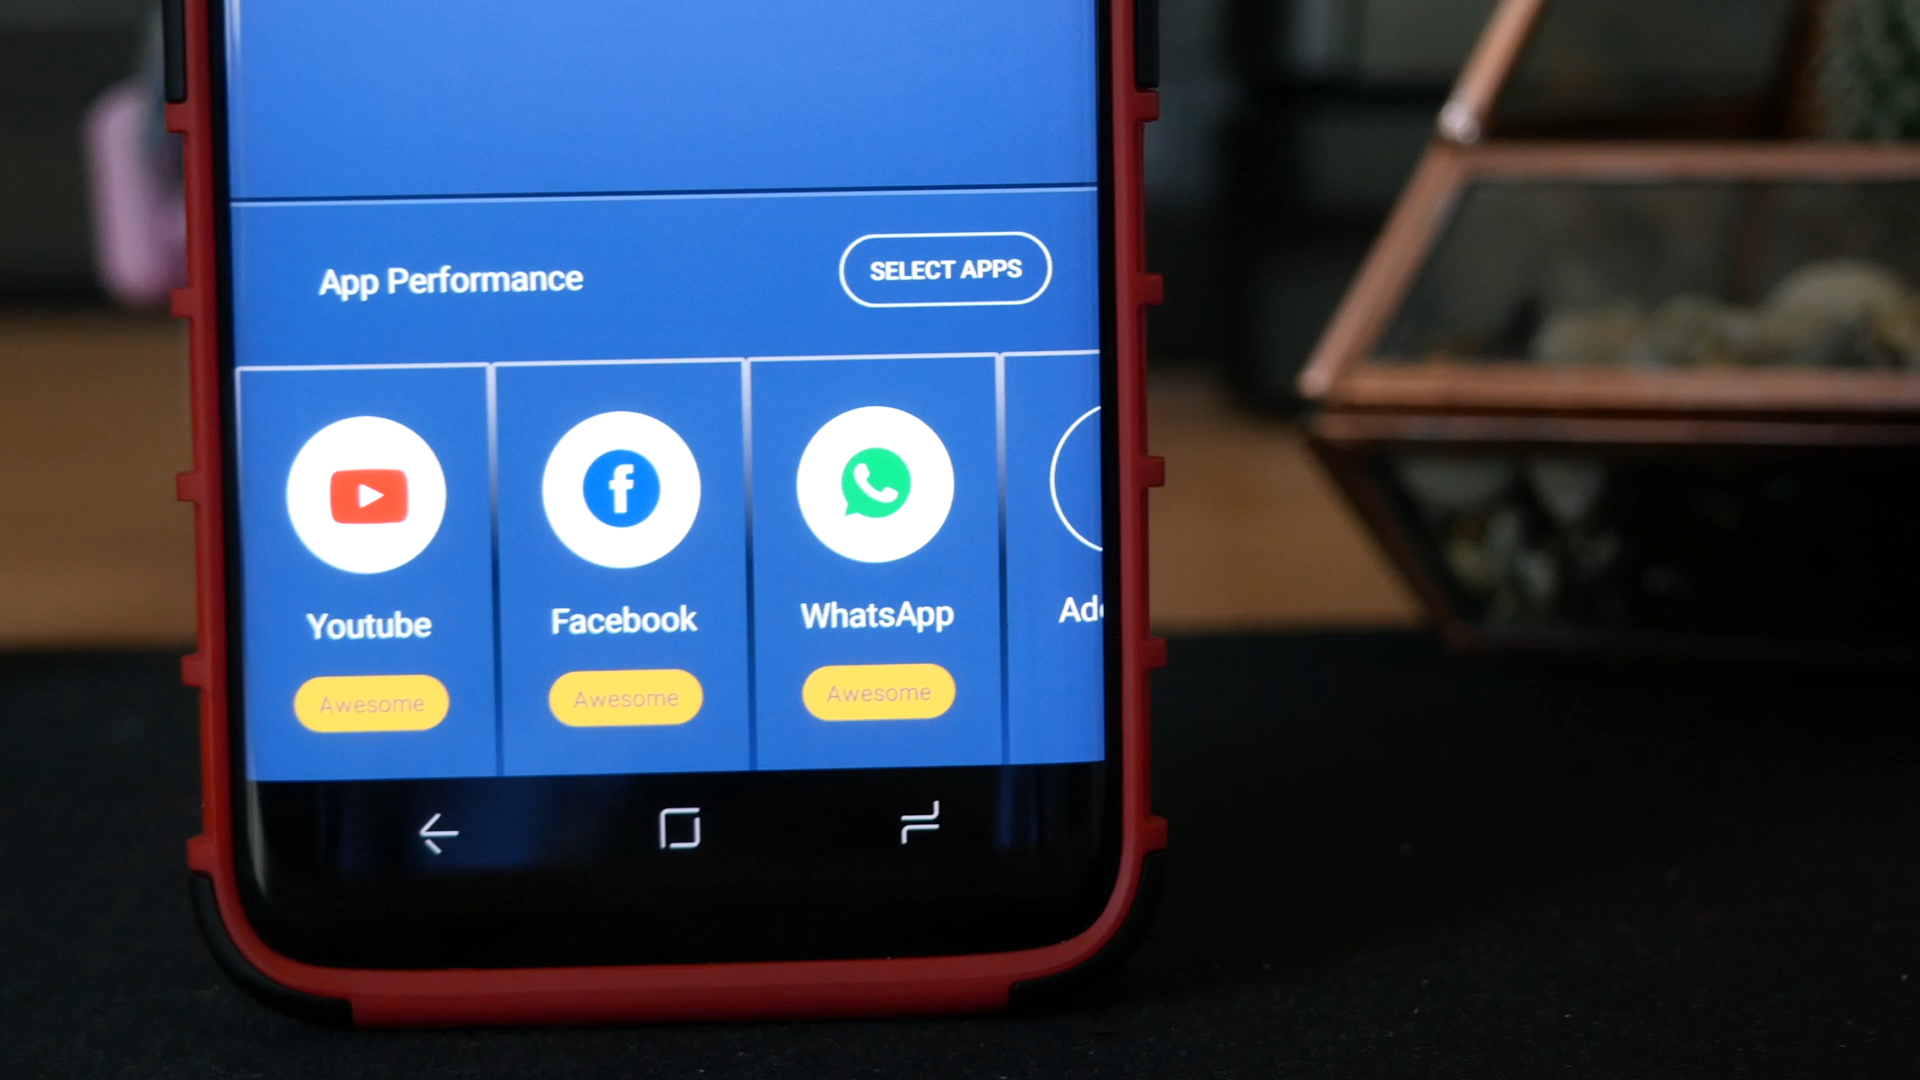 App Performance
SELECT APPS
Youtube
Facebook
WhatsApp
Awesome
Awesome
Awesome